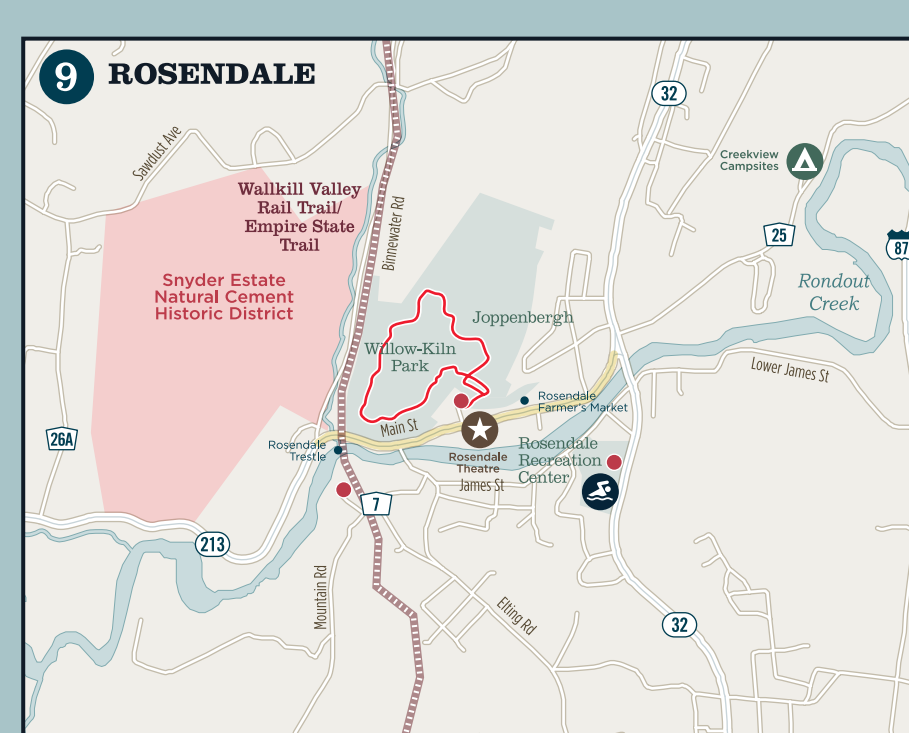 9 ROSENDALE
32
Sawdust Ave
Creekview
Campsites
Wallkill Valley
Rail Trail/
Empire State
Trail
Binnewater Rd
25
87
Snyder Estate
Natural Cement
Historic District
Rondout
Creek
Joppenbergh
Willow-Kiln
Park
Lower James St
Rosendale
Farmer's Market
Main St
26A
Rosendale
Trestle
Rosendale
Theatre
Rosendale
Recreation
Center
James St
7
213
Mountain Rd
Elting Rd
32